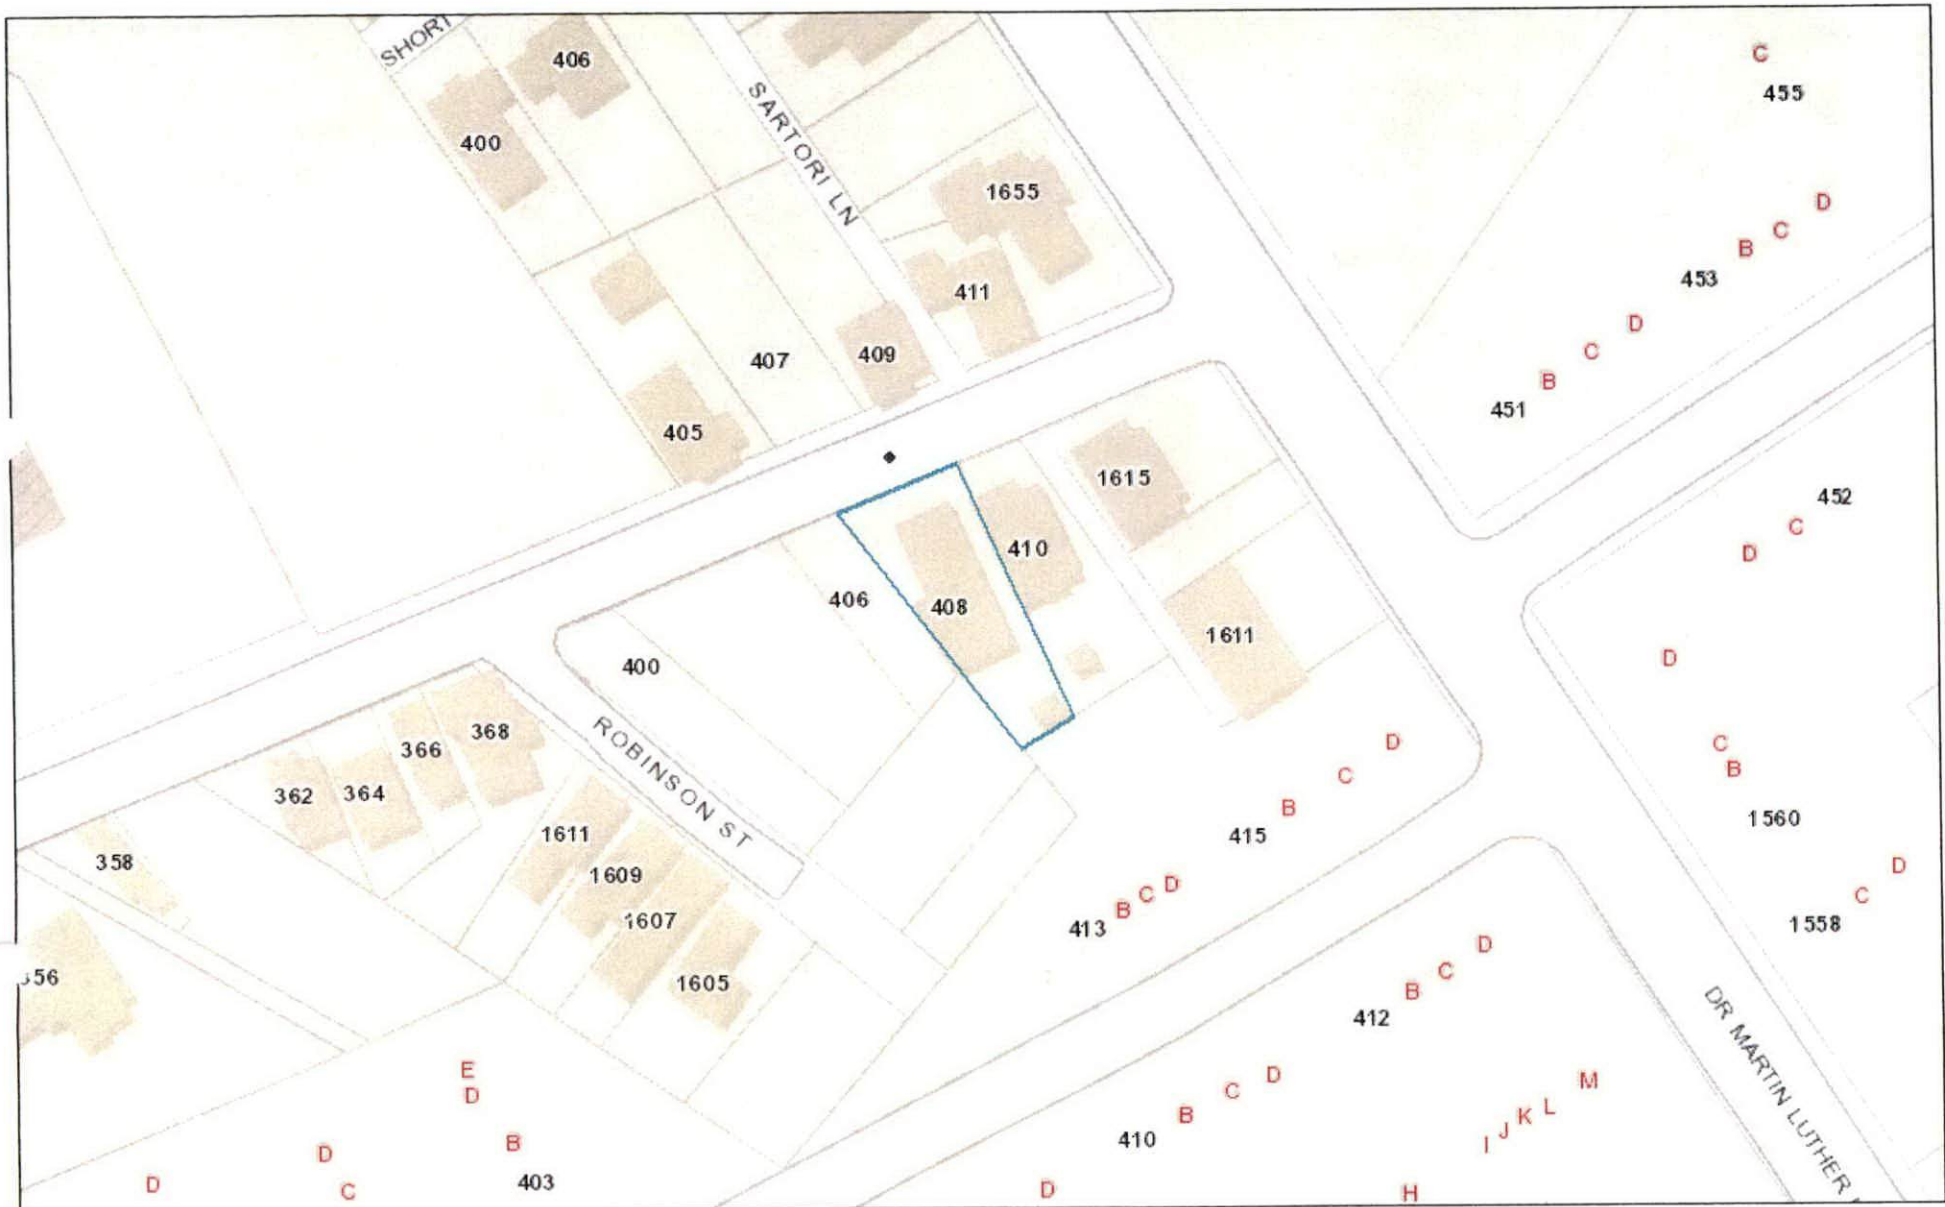 SHORT
406
C
455
SARTORI LN
400
1655
D
C
B
453
411
D
C
B
451
409
407
405
1615
452
C
D
410
406
408
1611
D
400
368
366
ROBINSON ST
362
364
D
C
B
C
B
D
415
1560
1611
358
1609
D
C
B
D
C
413
1607
1558
D
C
B
56
1605
412
DR MARTIN LUTHER
E
D
D
C
B
410
M
L
K
J
I
B
D
D
C
403
D
H